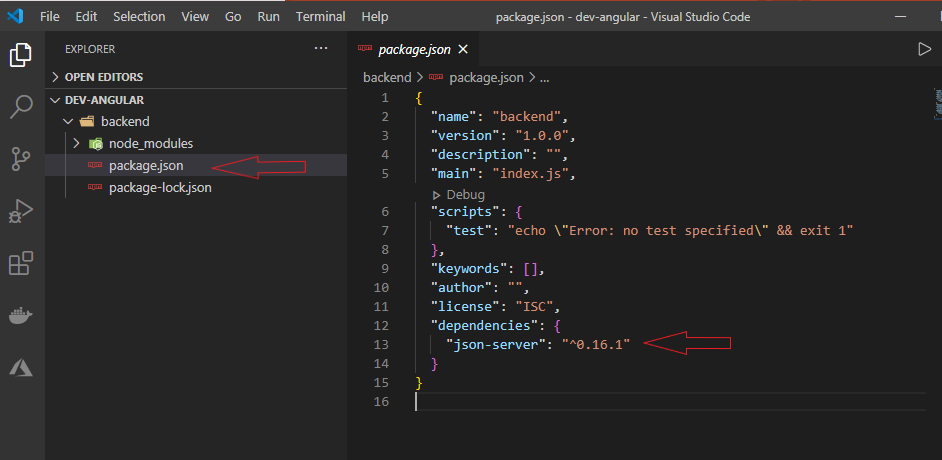 File Edit Selection View Go Run Terminal Help package.json - dev-angular - Visual Studio Code
EXPLORER ...
OPEN EDITORS
DEV-ANGULAR
backend
node_modules
package.json
package-lock.json
package.json
backend > package.json > ...
1 {
2 "name": "backend",
3 "version": "1.0.0",
4 "description": "",
5 "main": "index.js",
Debug
6 "scripts": {
7 "test": "echo \"Error: no test specified\" && exit 1"
8 },
9 "keywords": [],
10 "author": "",
11 "license": "ISC",
12 "dependencies": {
13 "json-server": "^0.16.1"
14 }
15 }
16